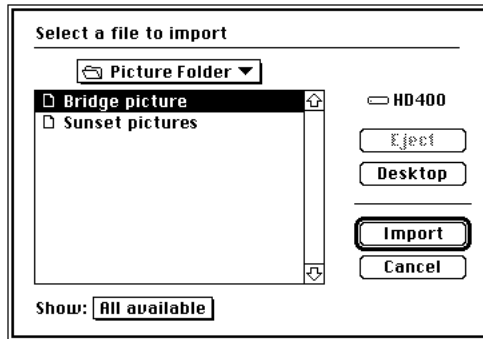 Select a file to import
Picture Folder
Bridge picture
Sunset pictures
HD400
Eject
Desktop
Import
Cancel
Show: All available